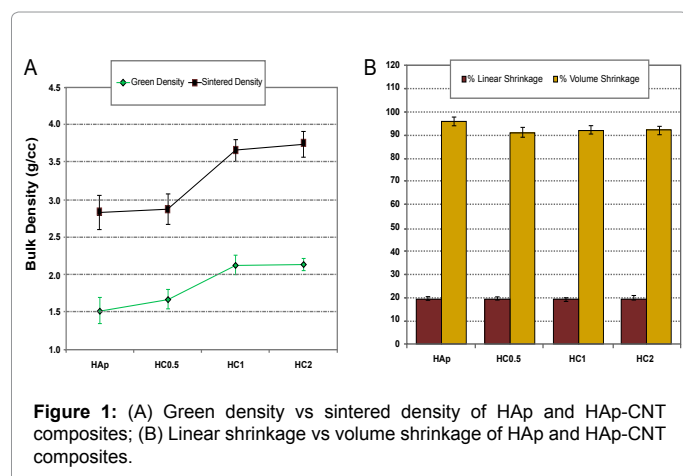 A
Green Density
Sintered Density
Bulk Density (g/cc)
4.5
4.0
3.5
3.0
2.5
2.0
1.5
1.0
HAp
HC0.5
HC1
HC2
B
% Linear Shrinkage
% Volume Shrinkage
120
110
100
90
80
70
60
50
40
30
20
10
0
HAp
HC0.5
HC1
HC2
Figure 1: (A) Green density vs sintered density of HAp and HAp-CNT
composites; (B) Linear shrinkage vs volume shrinkage of HAp and HAp-CNT
composites.